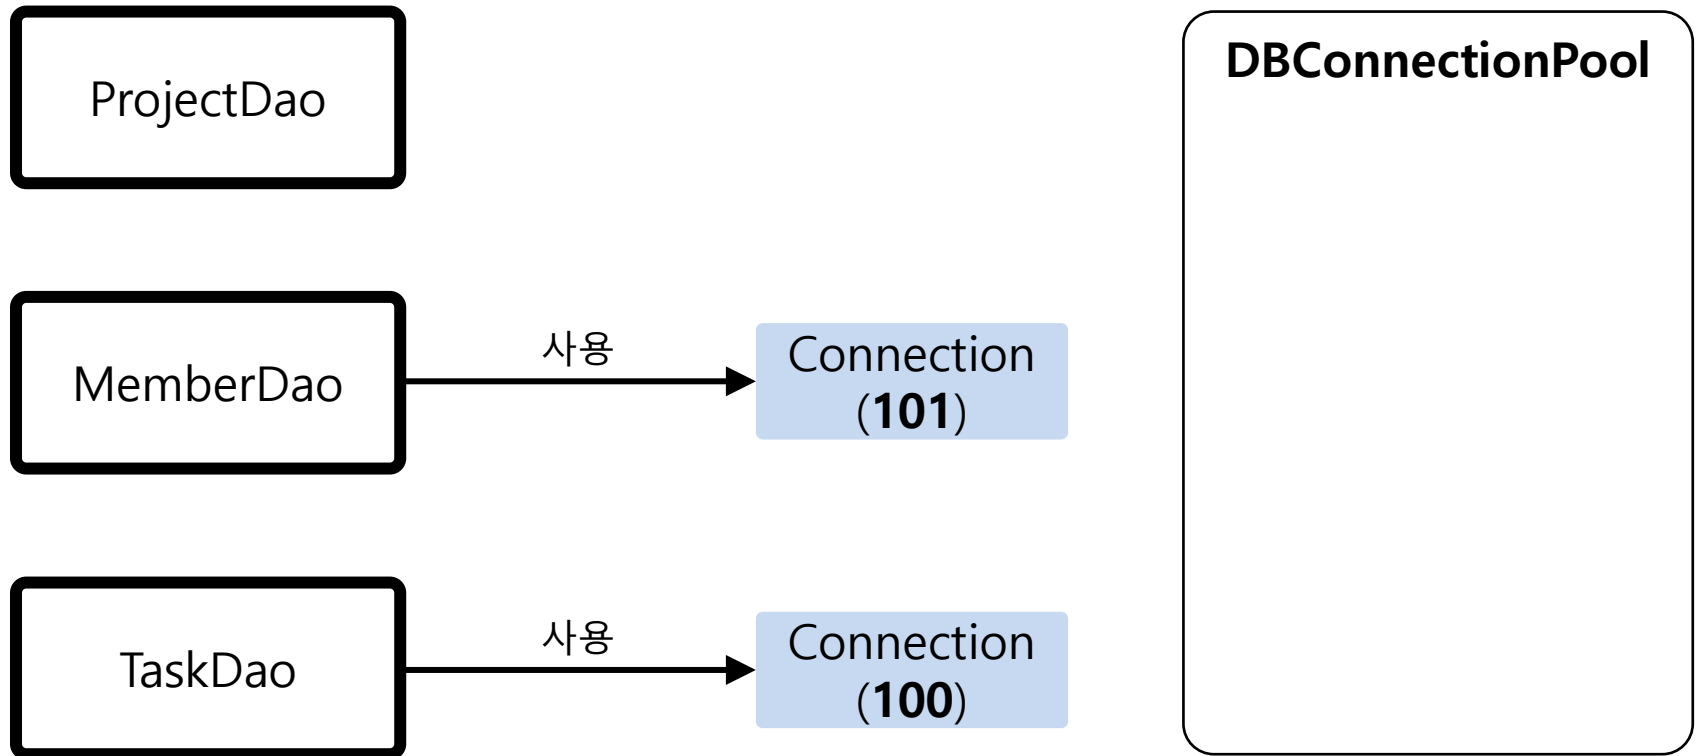 ProjectDao
DBConnectionPool
MemberDao
사용
Connection
(101)
TaskDao
사용
Connection
(100)